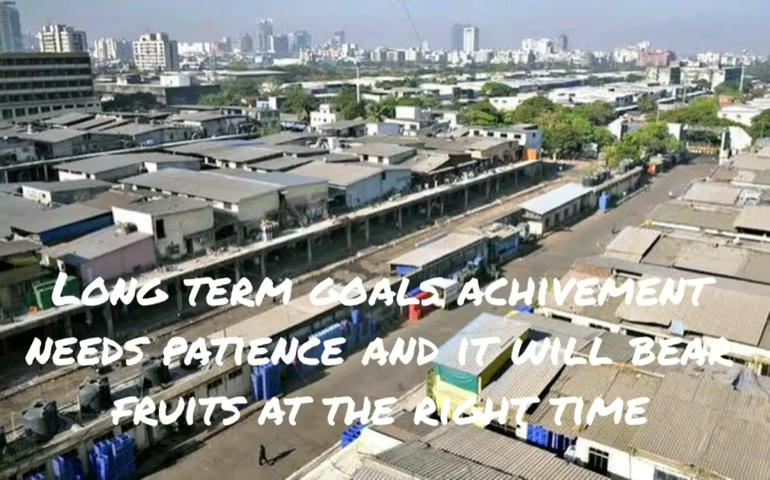 Long term goals achivement
needs patience and it will bear
fruits at the right time